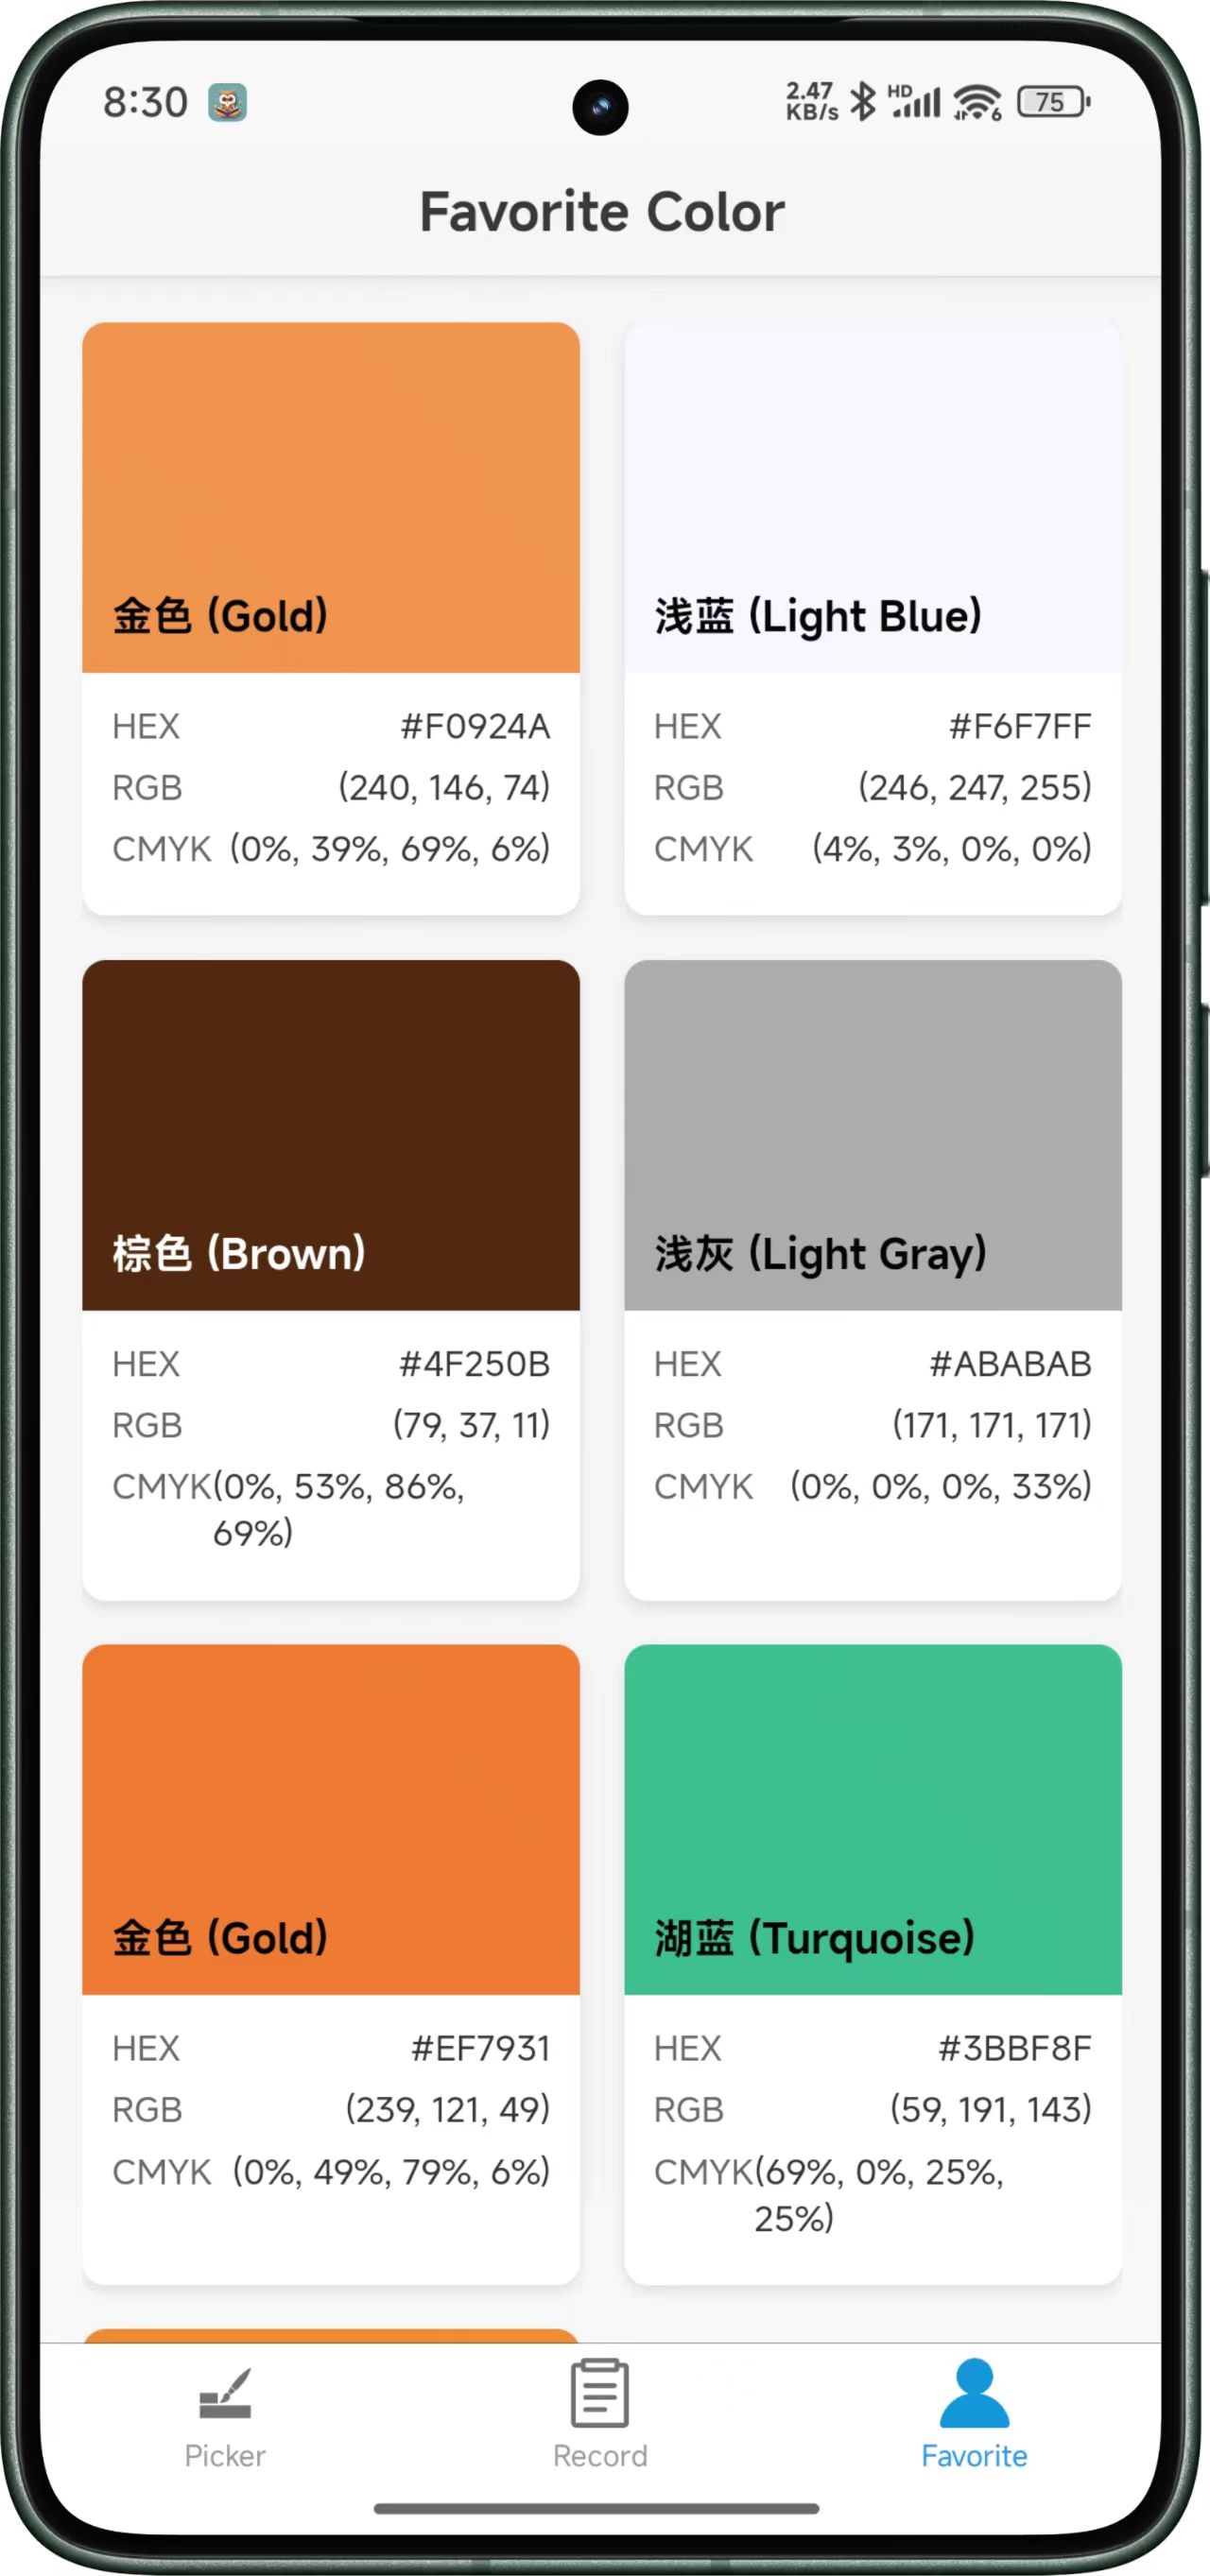 8:30
2.47 KB/s HD 6 75
Favorite Color
金色 (Gold)
HEX #F0924A
RGB (240, 146, 74)
CMYK (0%, 39%, 69%, 6%)
浅蓝 (Light Blue)
HEX #F6F7FF
RGB (246, 247, 255)
CMYK (4%, 3%, 0%, 0%)
棕色 (Brown)
HEX #4F250B
RGB (79, 37, 11)
CMYK(0%, 53%, 86%,
69%)
浅灰 (Light Gray)
HEX #ABABAB
RGB (171, 171, 171)
CMYK (0%, 0%, 0%, 33%)
金色 (Gold)
HEX #EF7931
RGB (239, 121, 49)
CMYK (0%, 49%, 79%, 6%)
湖蓝 (Turquoise)
HEX #3BBF8F
RGB (59, 191, 143)
CMYK(69%, 0%, 25%,
25%)
Picker
Record
Favorite